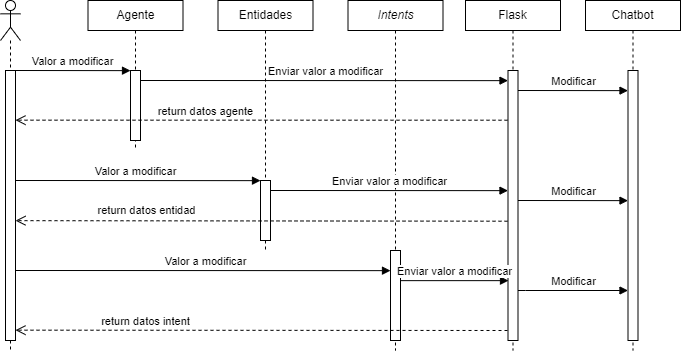 Agente
Entidades
Intents
Flask
Chatbot
Valor a modificar
Enviar valor a modificar
Modificar
return datos agente
Valor a modificar
Enviar valor a modificar
Modificar
return datos entidad
Valor a modificar
Enviar valor a modificar
Modificar
return datos intent